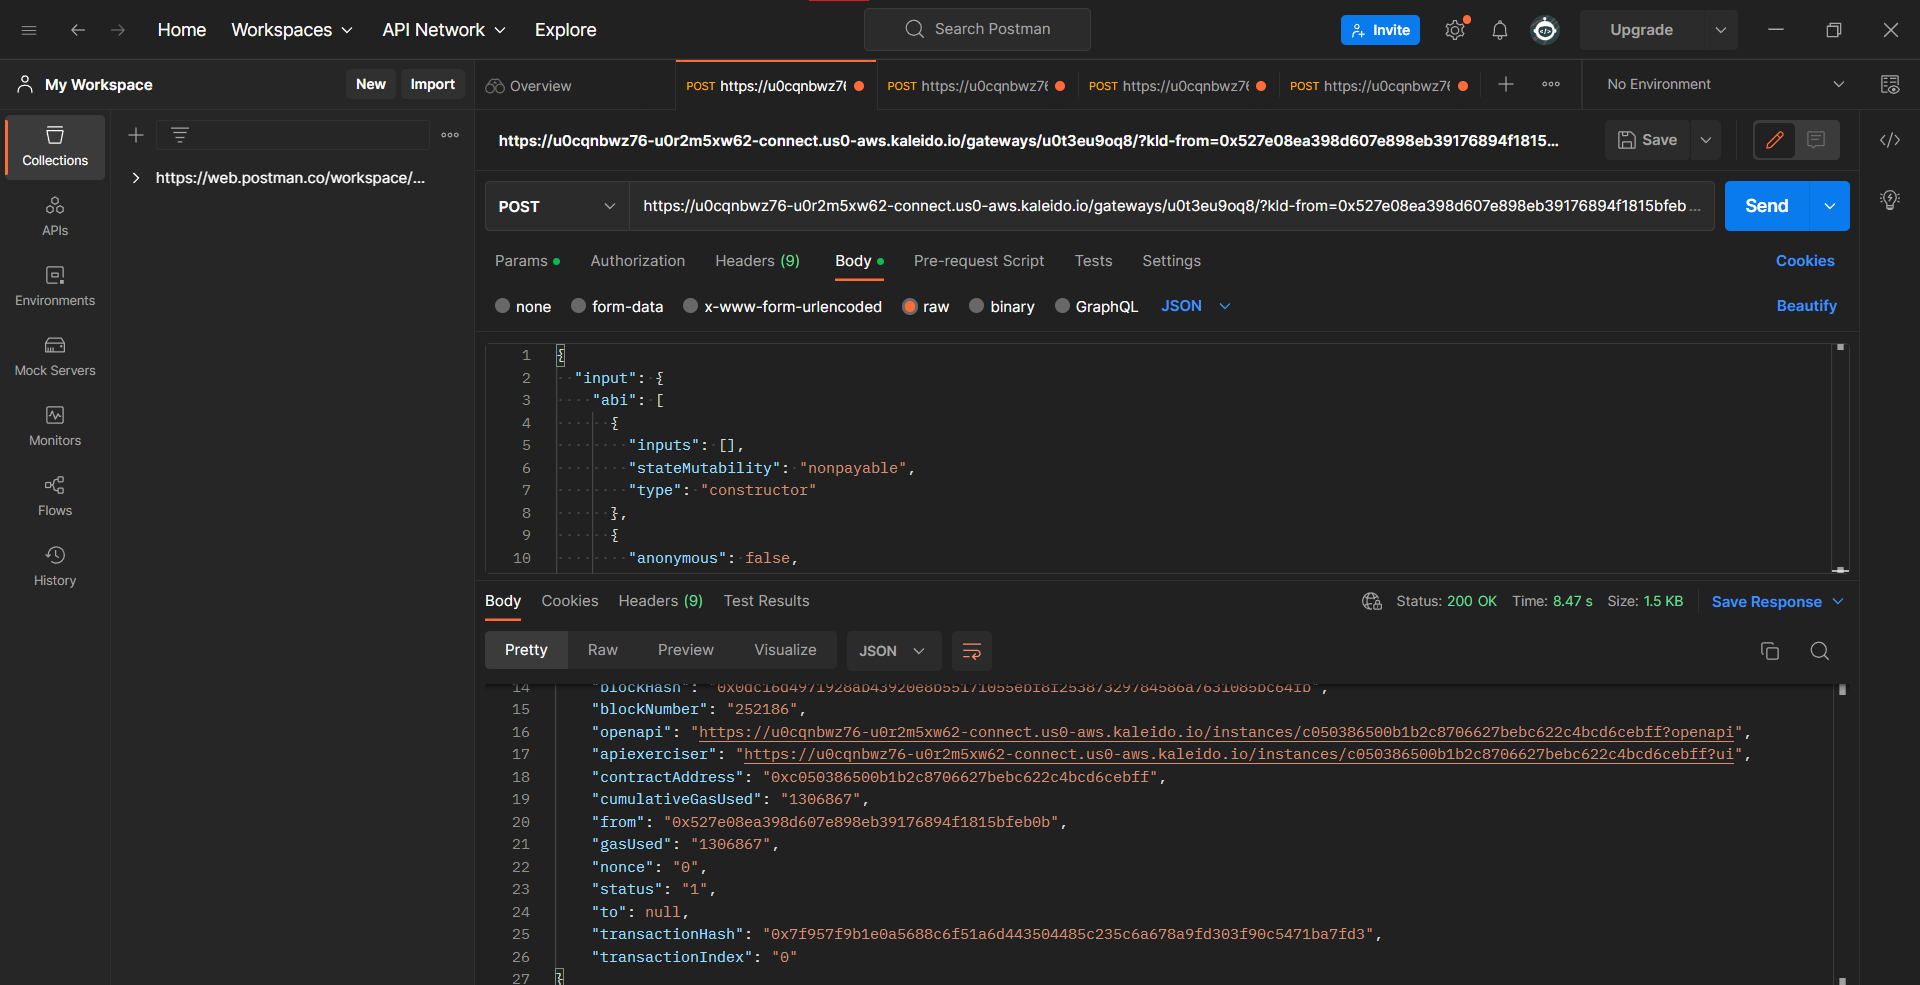 Home Workspaces API Network Explore Search Postman Invite Upgrade
My Workspace New Import
Overview POST https://u0cqnbwz76 POST https://u0cqnbwz76 POST https://u0cqnbwz76 POST https://u0cqnbwz76 No Environment
Collections
APIs
Environments
Mock Servers
Monitors
Flows
History
https://web.postman.co/workspace/...
https://u0cqnbwz76-u0r2m5xw62-connect.us0-aws.kaleido.io/gateways/u0t3eu9oq8/?kld-from=0x527e08ea398d607e898eb39176894f1815... Save
POST https://u0cqnbwz76-u0r2m5xw62-connect.us0-aws.kaleido.io/gateways/u0t3eu9oq8/?kld-from=0x527e08ea398d607e898eb39176894f1815bfeb... Send
Params Authorization Headers (9) Body Pre-request Script Tests Settings Cookies
none form-data x-www-form-urlencoded raw binary GraphQL JSON Beautify
1 {
2 "input": {
3 "abi": [
4 {
5 "inputs": [],
6 "stateMutability": "nonpayable",
7 "type": "constructor"
8 },
9 {
10 "anonymous": false,
Body Cookies Headers (9) Test Results Status: 200 OK Time: 8.47 s Size: 1.5 KB Save Response
Pretty Raw Preview Visualize JSON
14 "blockHash":
15 "blockNumber": "252186",
16 "openapi": "https://u0cqnbwz76-u0r2m5xw62-connect.us0-aws.kaleido.io/instances/c050386500b1b2c8706627bebc622c4bcd6cebff?openapi",
17 "apiexerciser": "https://u0cqnbwz76-u0r2m5xw62-connect.us0-aws.kaleido.io/instances/c050386500b1b2c8706627bebc622c4bcd6cebff?ui",
18 "contractAddress": "0xc050386500b1b2c8706627bebc622c4bcd6cebff",
19 "cumulativeGasUsed": "1306867",
20 "from": "0x527e08ea398d607e898eb39176894f1815bfeb0b",
21 "gasUsed": "1306867",
22 "nonce": "0",
23 "status": "1",
24 "to": null,
25 "transactionHash": "0x7f957f9b1e0a5688c6f51a6d443504485c235c6a678a9fd303f90c5471ba7fd3",
26 "transactionIndex": "0"
27 }